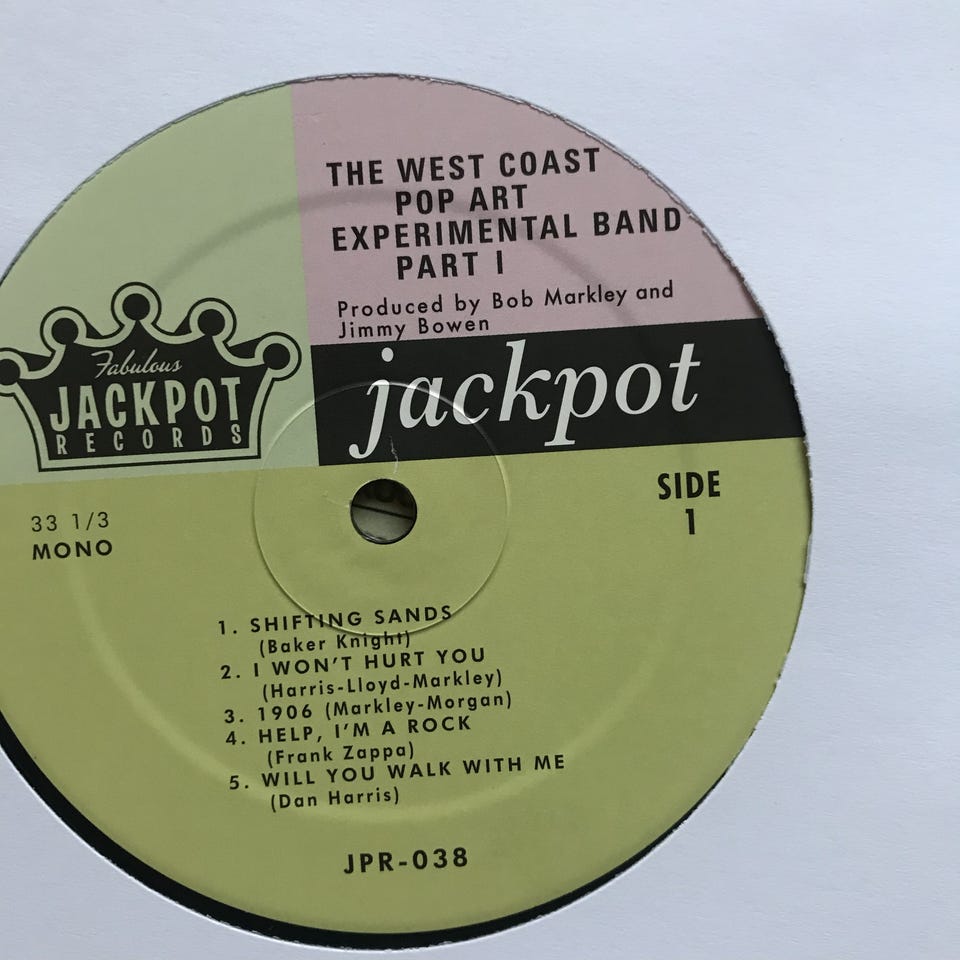 THE WEST COAST
POP ART
EXPERIMENTAL BAND
PART I
Produced by Bob Markley and
Jimmy Bowen
Fabulous
JACKPOT
RECORDS
jackpot
33 1/3
MONO
SIDE
1
1. SHIFTING SANDS
(Baker Knight)
2. I WON'T HURT YOU
(Harris-Lloyd-Markley)
3. 1906 (Markley-Morgan)
4. HELP, I'M A ROCK
(Frank Zappa)
5. WILL YOU WALK WITH ME
(Dan Harris)
JPR-038